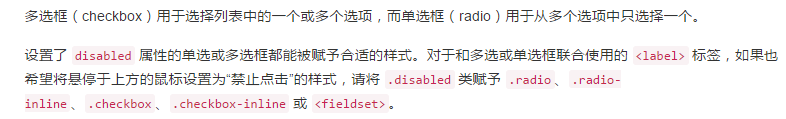 多选框（checkbox）用于选择列表中的一个或多个选项，而单选框（radio）用于从多个选项中只选择一个。
设置了 disabled 属性的单选或多选框都能被赋予合适的样式。对于和多选或单选框联合使用的 <label> 标签，如果也
希望将悬停于上方的鼠标设置为“禁止点击”的样式，请将 .disabled 类赋予 .radio、.radio-
inline、.checkbox、.checkbox-inline 或 <fieldset>。